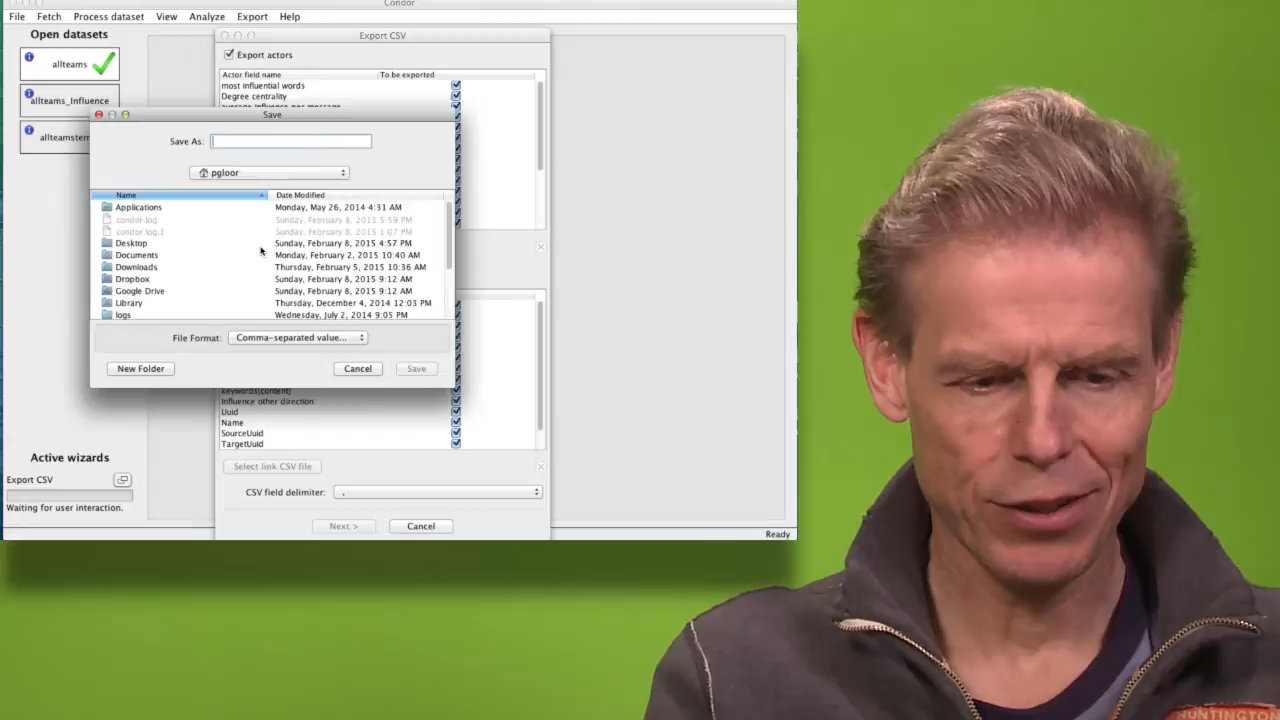 Condor
File Fetch Process dataset View Analyze Export Help
Open datasets
allteams
allteams_Influence
allteamster
Export CSV
Export actors
Actor field name To be exported
most influential words
Degree centrality
average influence per message
Save
Save As:
pgloor
Name Date Modified
Applications Monday, May 26, 2014 4:31 AM
condor.log Sunday, February 8, 2015 5:59 PM
condor.log.1 Sunday, February 8, 2015 1:07 PM
Desktop Sunday, February 8, 2015 4:57 PM
Documents Monday, February 2, 2015 10:40 AM
Downloads Thursday, February 5, 2015 10:36 AM
Dropbox Sunday, February 8, 2015 9:12 AM
Google Drive Sunday, February 8, 2015 9:12 AM
Library Thursday, December 4, 2014 12:03 PM
logs Wednesday, July 2, 2014 9:05 PM
File Format: Comma-separated value...
New Folder Cancel Save
keywords[content]
Influence other direction
Uuid
Name
SourceUuid
TargetUuid
Select link CSV file
CSV field delimiter: ,
Next > Cancel
Active wizards
Export CSV
Waiting for user interaction.
Ready
HUNTINGTON